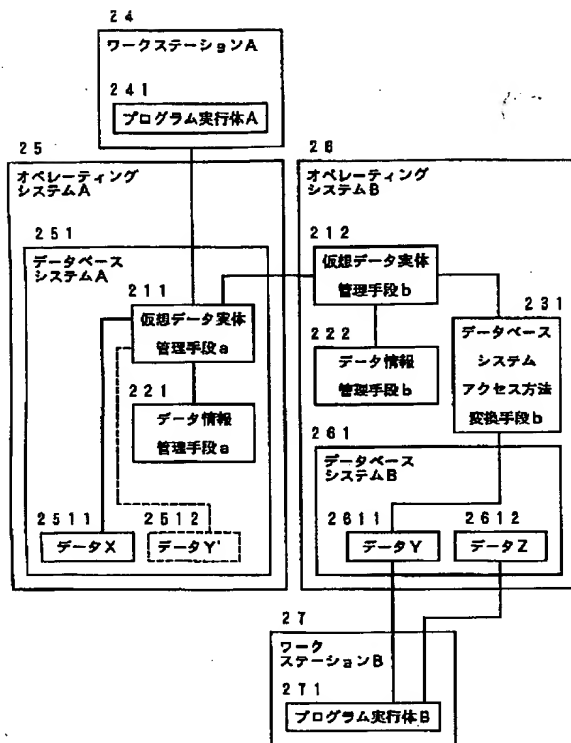 24
ワークステーションA
241
プログラム実行体A
25
オペレーティング
システムA
251
データベース
システムA
211
仮想データ実体
管理手段a
221
データ情報
管理手段a
2511
データX
2512
データY'
26
オペレーティング
システムB
212
仮想データ実体
管理手段b
222
データ情報
管理手段b
231
データベース
システム
アクセス方法
変換手段b
261
データベース
システムB
2611
データY
2612
データZ
27
ワーク
ステーションB
271
プログラム実行体B